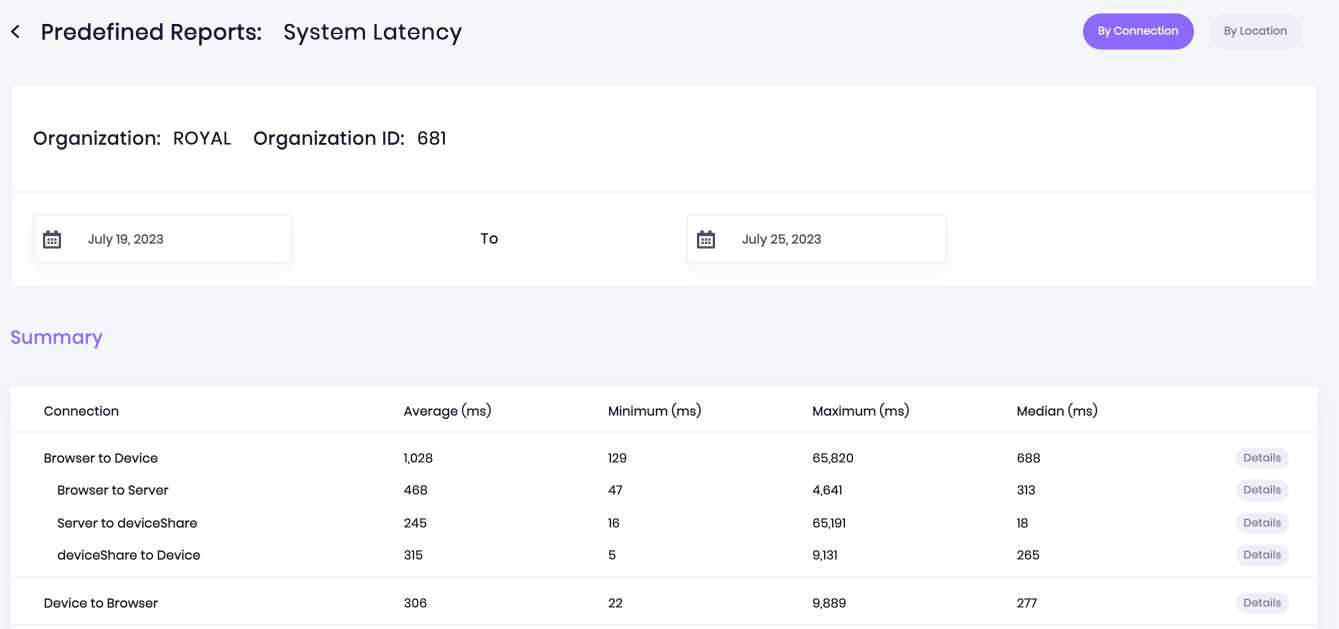 Predefined Reports: System Latency
By Connection By Location
Organization: ROYAL Organization ID: 681
July 19, 2023 To July 25, 2023
Summary
Connection Average (ms) Minimum (ms) Maximum (ms) Median (ms)
Browser to Device 1,028 129 65,820 688 Details
Browser to Server 468 47 4,641 313 Details
Server to deviceShare 245 16 65,191 18 Details
deviceShare to Device 315 5 9,131 265 Details
Device to Browser 306 22 9,889 277 Details